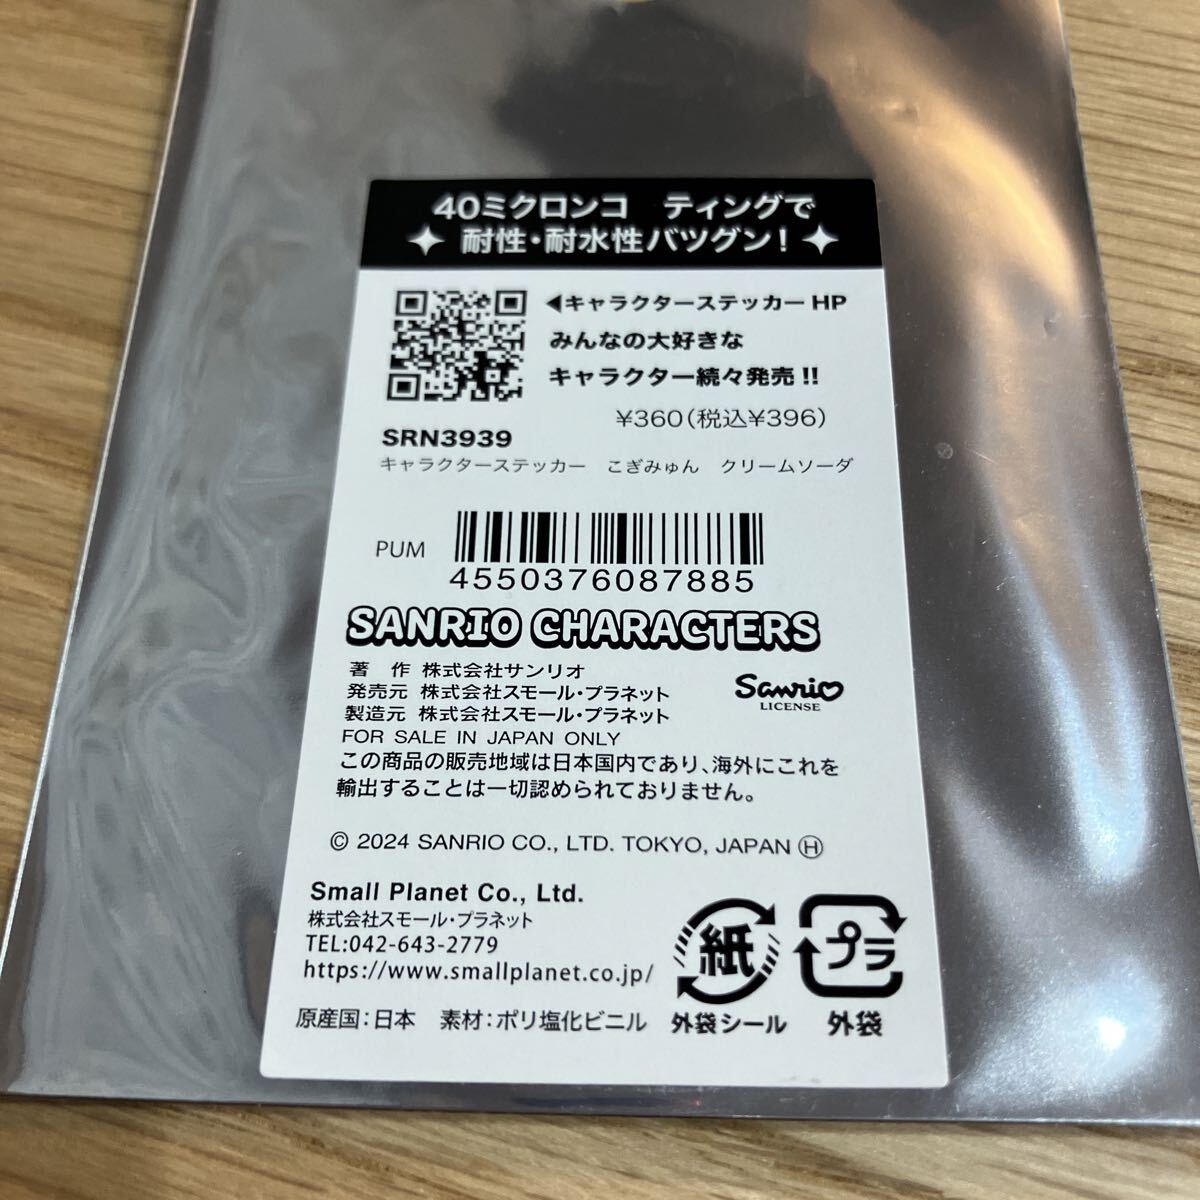 40ミクロンコ　ティングで
耐性・耐水性バツグン!
◀キャラクターステッカー HP
みんなの大好きな
キャラクター続々発売!!
¥360(税込¥396)
SRN3939
キャラクターステッカー　こぎみゅん　クリームソーダ
PUM
4550376087885
SANRIO CHARACTERS
著　作 株式会社サンリオ
発売元 株式会社スモール・プラネット
製造元 株式会社スモール・プラネット
Sanrio
LICENSE
FOR SALE IN JAPAN ONLY
この商品の販売地域は日本国内であり、海外にこれを
輸出することは一切認められておりません。
© 2024 SANRIO CO., LTD. TOKYO, JAPAN Ⓗ
Small Planet Co., Ltd.
株式会社スモール・プラネット
TEL:042-643-2779
https://www.smallplanet.co.jp/
原産国:日本　素材:ポリ塩化ビニル
紙
外袋シール
プラ
外袋